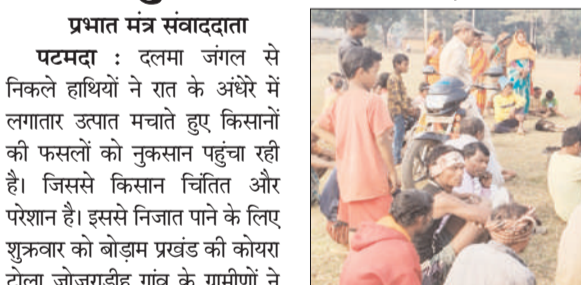 प्रभात मंत्र संवाददाता
पटमदा : दलमा जंगल से
निकले हाथियों ने रात के अंधेरे में
लगातार उत्पात मचाते हुए किसानों
की फसलों को नुकसान पहुंचा रही
है। जिससे किसान चिंतित और
परेशान है। इससे निजात पाने के लिए
शुक्रवार को बोड़ाम प्रखंड की कोयरा
टोला जोजराडीह गांव के ग्रामीणों ने